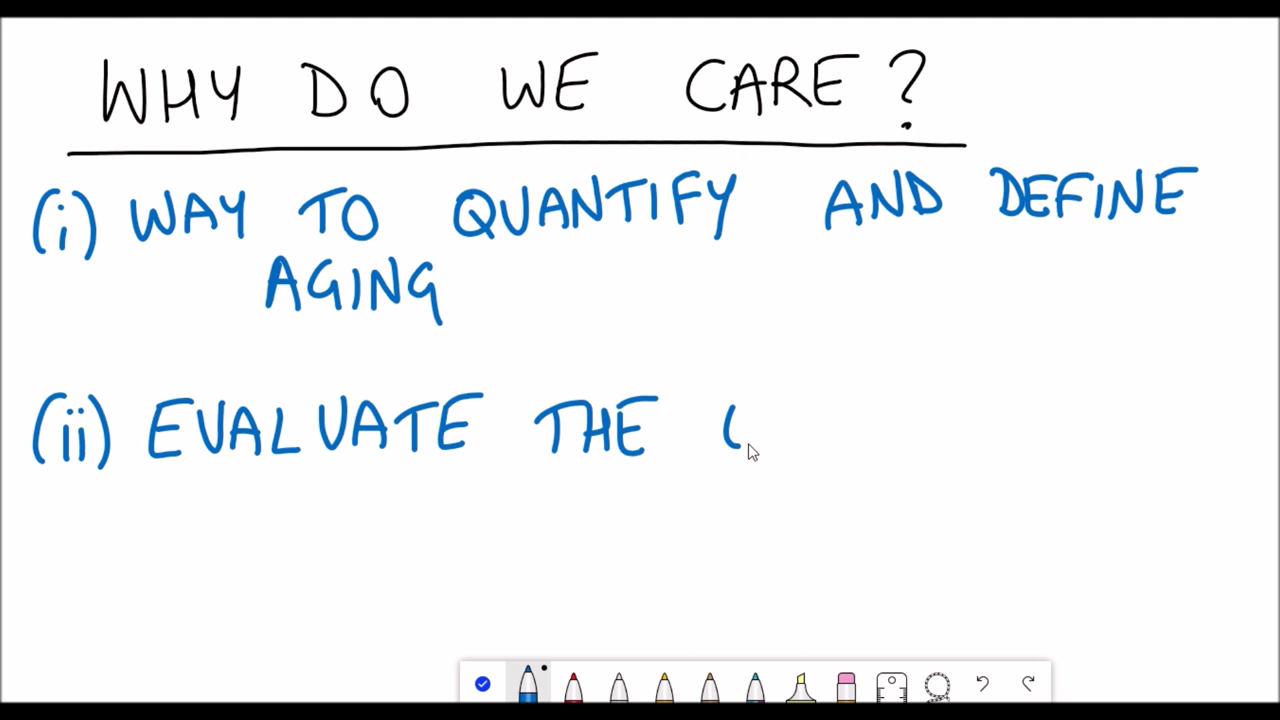 WHY DO WE CARE?
(i) WAY TO QUANTIFY AND DEFINE
AGING
(ii) EVALUATE THE